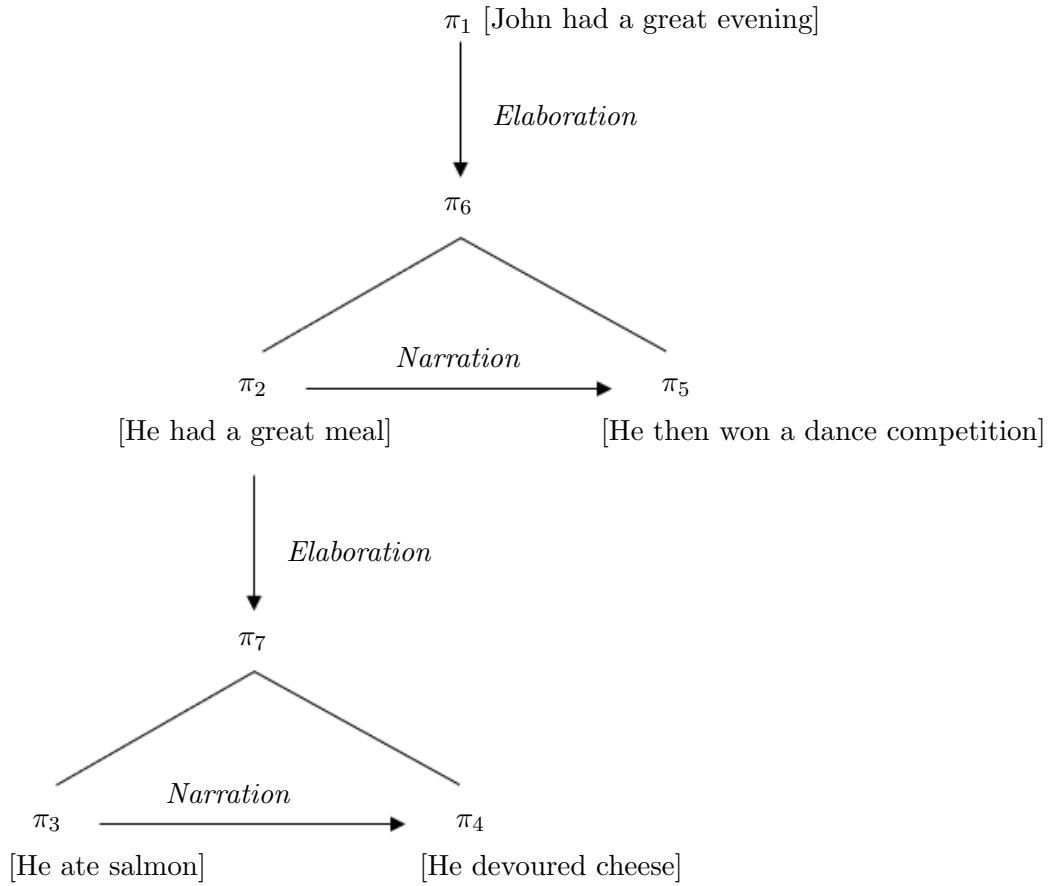 π₁ [John had a great evening]
Elaboration
π₆
Narration
π₂ π₅
[He had a great meal] [He then won a dance competition]
Elaboration
π₇
Narration
π₃ π₄
[He ate salmon] [He devoured cheese]